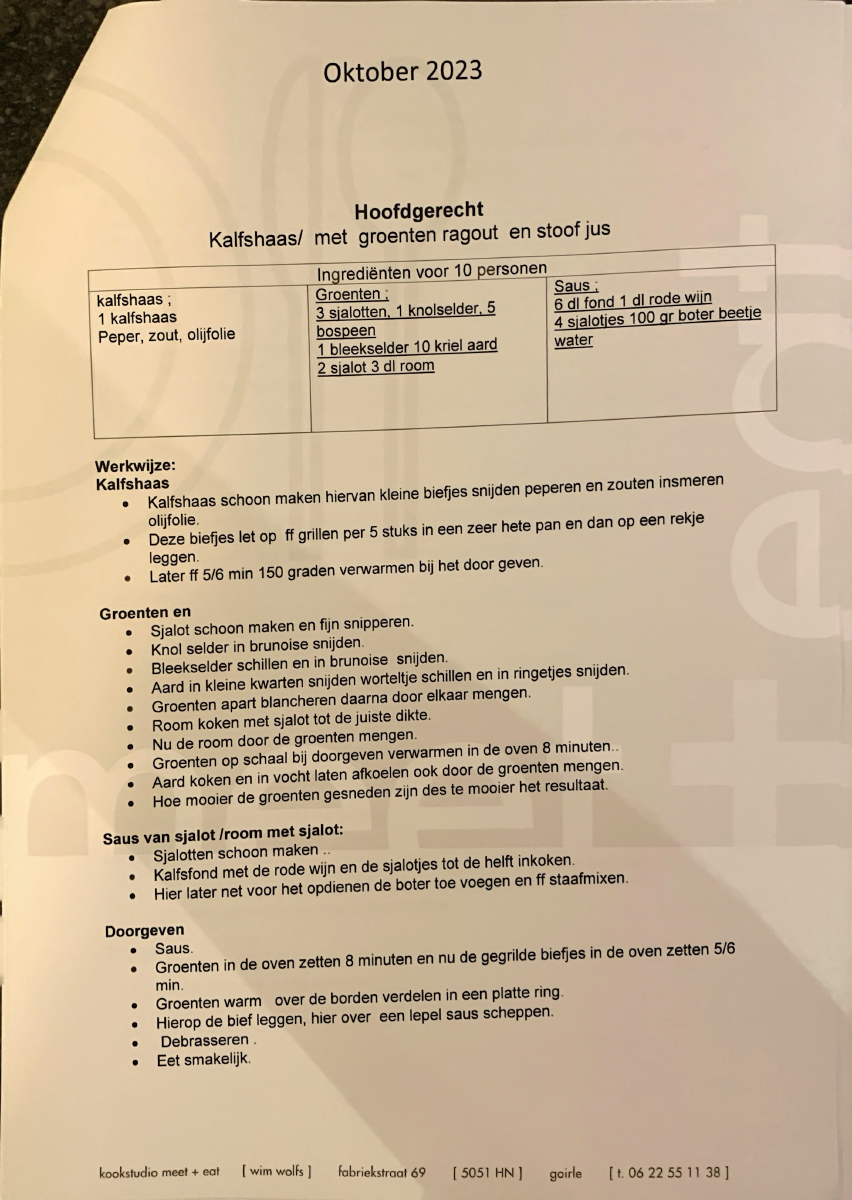 Oktober 2023
Hoofdgerecht
Kalfshaas/ met groenten ragout en stoof jus
Ingrediënten voor 10 personen
kalfshaas ;
1 kalfshaas
Peper, zout, olijfolie
Groenten ;
3 sjalotten, 1 knolselder, 5
bospeen
1 bleekselder 10 kriel aard
2 sjalot 3 dl room
Saus ;
6 dl fond 1 dl rode wijn
4 sjalotjes 100 gr boter beetje
water
Werkwijze:
Kalfshaas
• Kalfshaas schoon maken hiervan kleine biefjes snijden peperen en zouten insmeren
olijfolie.
• Deze biefjes let op ff grillen per 5 stuks in een zeer hete pan en dan op een rekje
leggen.
• Later ff 5/6 min 150 graden verwarmen bij het door geven.
Groenten en
• Sjalot schoon maken en fijn snipperen.
• Knol selder in brunoise snijden.
• Bleekselder schillen en in brunoise snijden.
• Aard in kleine kwarten snijden worteltje schillen en in ringetjes snijden.
• Groenten apart blancheren daarna door elkaar mengen.
• Room koken met sjalot tot de juiste dikte.
• Nu de room door de groenten mengen.
• Groenten op schaal bij doorgeven verwarmen in de oven 8 minuten..
• Aard koken en in vocht laten afkoelen ook door de groenten mengen.
• Hoe mooier de groenten gesneden zijn des te mooier het resultaat.
Saus van sjalot /room met sjalot:
• Sjalotten schoon maken ..
• Kalfsfond met de rode wijn en de sjalotjes tot de helft inkoken.
• Hier later net voor het opdienen de boter toe voegen en ff staafmixen.
Doorgeven
• Saus.
• Groenten in de oven zetten 8 minuten en nu de gegrilde biefjes in de oven zetten 5/6
min.
• Groenten warm over de borden verdelen in een platte ring.
• Hierop de bief leggen, hier over een lepel saus scheppen.
• Debrasseren .
• Eet smakelijk.
kookstudio meet + eat [ wim wolfs ] fabriekstraat 69 [ 5051 HN ] goirle [ t. 06 22 55 11 38 ]